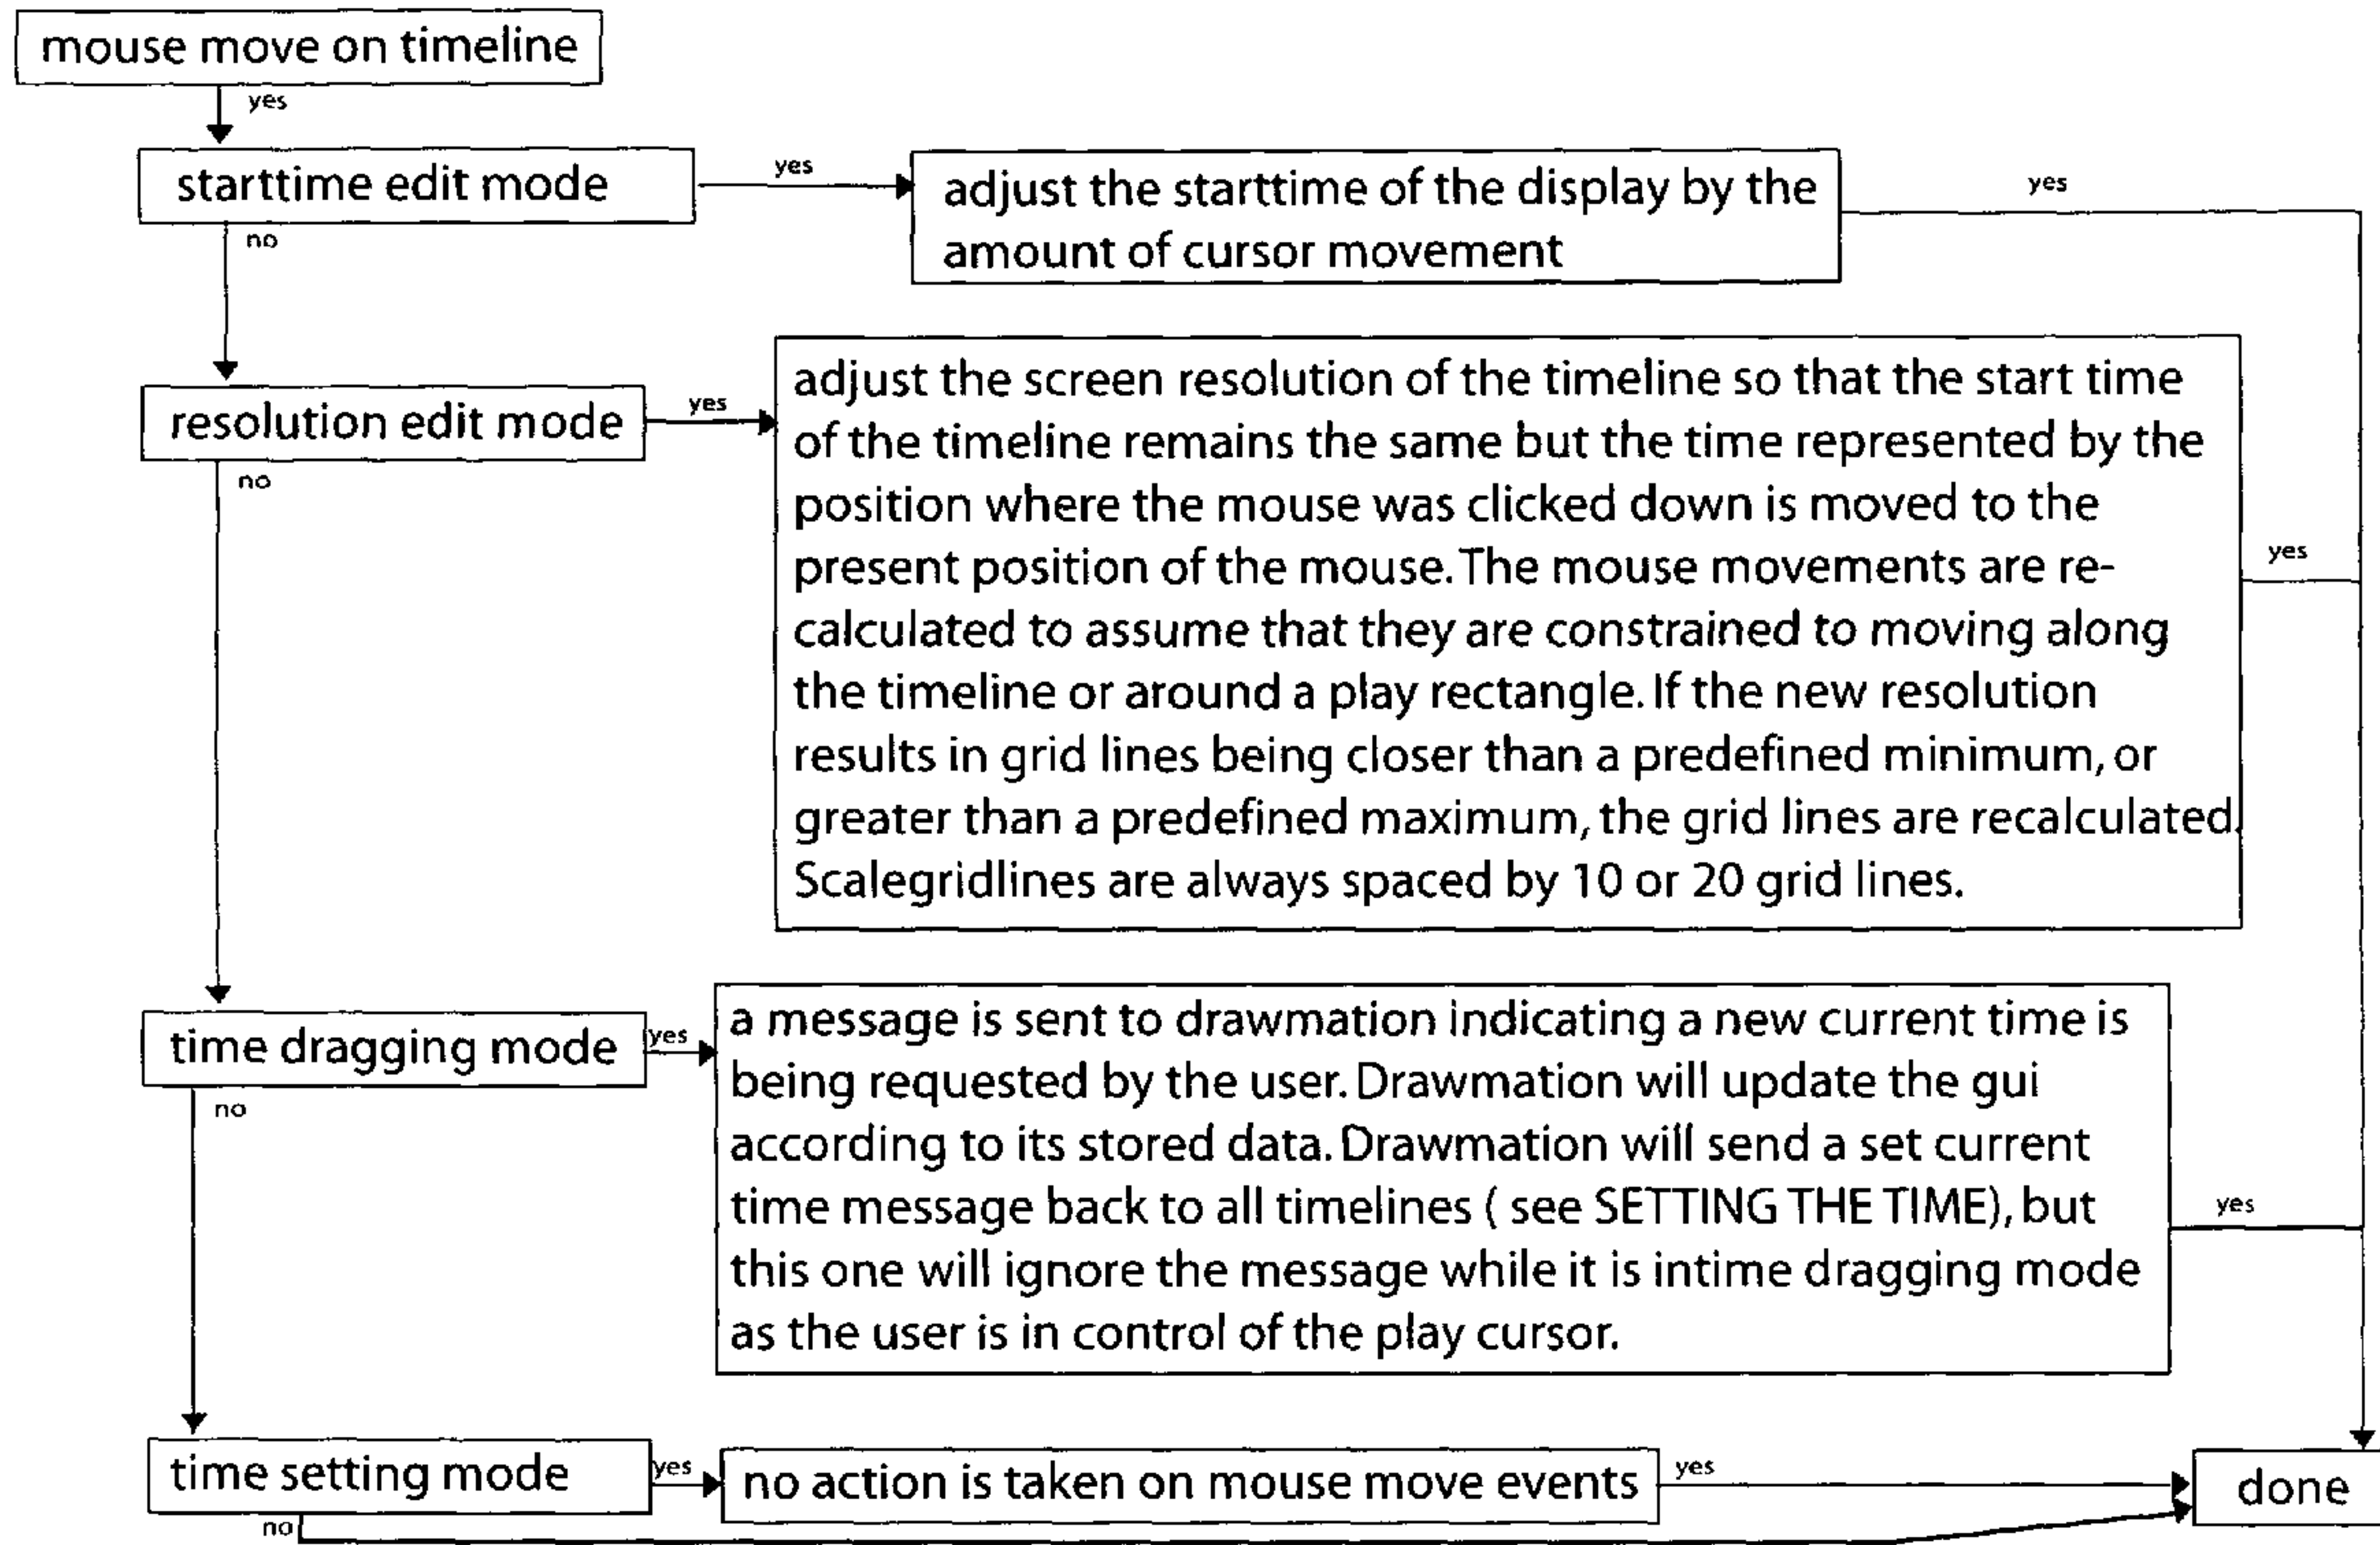 mouse move on timeline
yes
starttime edit mode
yes
adjust the starttime of the display by the
amount of cursor movement
yes
no
resolution edit mode
yes
adjust the screen resolution of the timeline so that the start time
of the timeline remains the same but the time represented by the
position where the mouse was clicked down is moved to the
present position of the mouse. The mouse movements are re-
calculated to assume that they are constrained to moving along
the timeline or around a play rectangle. If the new resolution
results in grid lines being closer than a predefined minimum, or
greater than a predefined maximum, the grid lines are recalculated.
Scalegridlines are always spaced by 10 or 20 grid lines.
yes
no
time dragging mode
yes
a message is sent to drawmation indicating a new current time is
being requested by the user. Drawmation will update the gui
according to its stored data. Drawmation will send a set current
time message back to all timelines ( see SETTING THE TIME), but
this one will ignore the message while it is intime dragging mode
as the user is in control of the play cursor.
yes
no
time setting mode
yes
no action is taken on mouse move events
yes
done
no